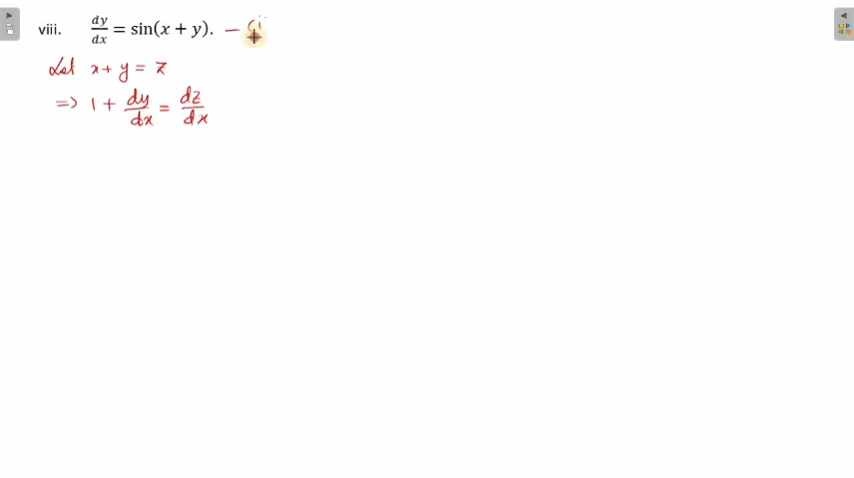 viii. dy/dx = sin(x + y). — (i
Let x + y = z
=> 1 + dy/dx = dz/dx